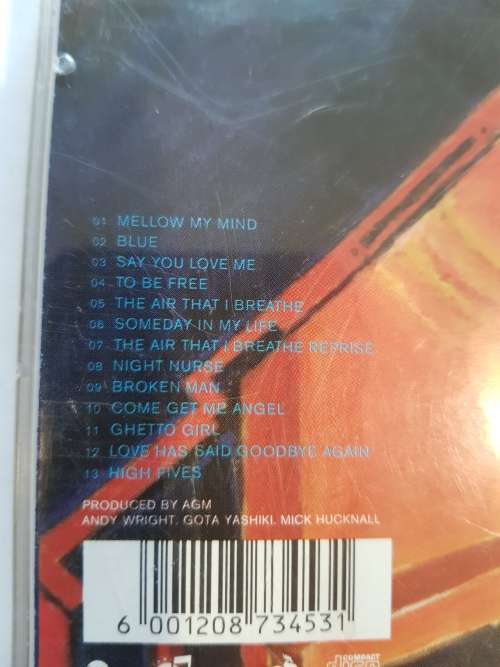 01 MELLOW MY MIND
02 BLUE
03 SAY YOU LOVE ME
04 TO BE FREE
05 THE AIR THAT I BREATHE
06 SOMEDAY IN MY LIFE
07 THE AIR THAT I BREATHE REPRISE
08 NIGHT NURSE
09 BROKEN MAN
10 COME GET ME ANGEL
11 GHETTO GIRL
12 LOVE HAS SAID GOODBYE AGAIN
13 HIGH FIVES
PRODUCED BY AGM
ANDY WRIGHT. GOTA YASHIKI. MICK HUCKNALL
6 001208 734531
COMPACT
disc